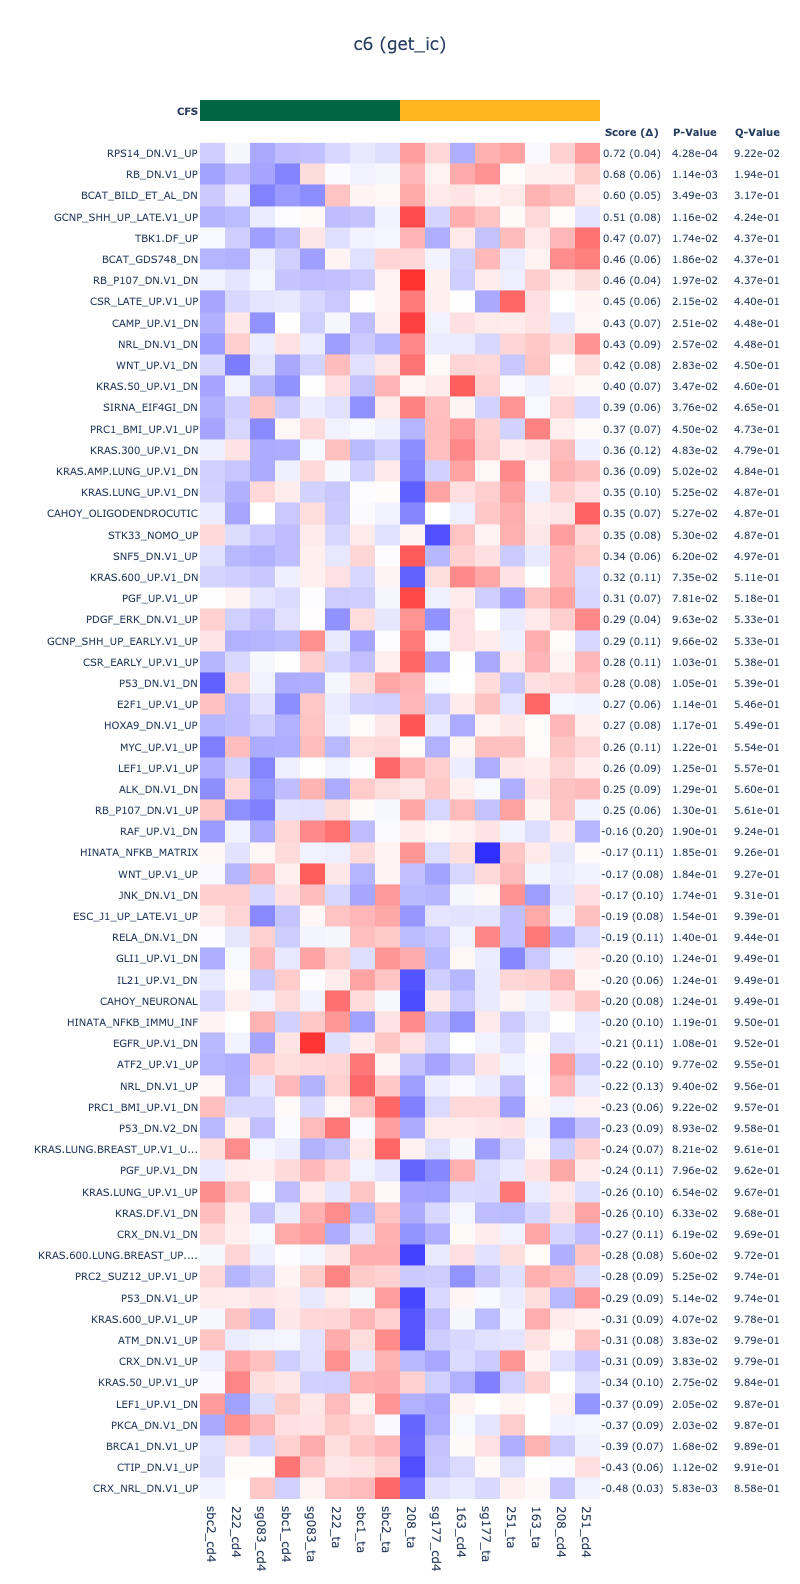 c6 (get_ic)
CFS
Score (Δ) P-Value Q-Value
RPS14_DN.V1_UP 0.72 (0.04) 4.28e-04 9.22e-02
RB_DN.V1_UP 0.68 (0.06) 1.14e-03 1.94e-01
BCAT_BILD_ET_AL_DN 0.60 (0.05) 3.49e-03 3.17e-01
GCNP_SHH_UP_LATE.V1_UP 0.51 (0.08) 1.16e-02 4.24e-01
TBK1.DF_UP 0.47 (0.07) 1.74e-02 4.37e-01
BCAT_GDS748_DN 0.46 (0.06) 1.86e-02 4.37e-01
RB_P107_DN.V1_DN 0.46 (0.04) 1.97e-02 4.37e-01
CSR_LATE_UP.V1_UP 0.45 (0.06) 2.15e-02 4.40e-01
CAMP_UP.V1_DN 0.43 (0.07) 2.51e-02 4.48e-01
NRL_DN.V1_DN 0.43 (0.09) 2.57e-02 4.48e-01
WNT_UP.V1_DN 0.42 (0.08) 2.83e-02 4.50e-01
KRAS.50_UP.V1_DN 0.40 (0.07) 3.47e-02 4.60e-01
SIRNA_EIF4GI_DN 0.39 (0.06) 3.76e-02 4.65e-01
PRC1_BMI_UP.V1_UP 0.37 (0.07) 4.50e-02 4.73e-01
KRAS.300_UP.V1_DN 0.36 (0.12) 4.83e-02 4.79e-01
KRAS.AMP.LUNG_UP.V1_DN 0.36 (0.09) 5.02e-02 4.84e-01
KRAS.LUNG_UP.V1_DN 0.35 (0.10) 5.25e-02 4.87e-01
CAHOY_OLIGODENDROCUTIC 0.35 (0.07) 5.27e-02 4.87e-01
STK33_NOMO_UP 0.35 (0.08) 5.30e-02 4.87e-01
SNF5_DN.V1_UP 0.34 (0.06) 6.20e-02 4.97e-01
KRAS.600_UP.V1_DN 0.32 (0.11) 7.35e-02 5.11e-01
PGF_UP.V1_UP 0.31 (0.07) 7.81e-02 5.18e-01
PDGF_ERK_DN.V1_DN 0.29 (0.04) 9.63e-02 5.33e-01
GCNP_SHH_UP_EARLY.V1_UP 0.29 (0.11) 9.66e-02 5.33e-01
CSR_EARLY_UP.V1_UP 0.28 (0.11) 1.03e-01 5.38e-01
P53_DN.V1_DN 0.28 (0.08) 1.05e-01 5.39e-01
E2F1_UP.V1_UP 0.27 (0.06) 1.14e-01 5.46e-01
HOXA9_DN.V1_UP 0.27 (0.08) 1.17e-01 5.49e-01
MYC_UP.V1_UP 0.26 (0.11) 1.22e-01 5.54e-01
LEF1_UP.V1_UP 0.26 (0.09) 1.25e-01 5.57e-01
ALK_DN.V1_DN 0.25 (0.09) 1.29e-01 5.60e-01
RB_P107_DN.V1_UP 0.25 (0.06) 1.30e-01 5.61e-01
RAF_UP.V1_DN -0.16 (0.20) 1.90e-01 9.24e-01
HINATA_NFKB_MATRIX -0.17 (0.11) 1.85e-01 9.26e-01
WNT_UP.V1_UP -0.17 (0.08) 1.84e-01 9.27e-01
JNK_DN.V1_DN -0.17 (0.10) 1.74e-01 9.31e-01
ESC_J1_UP_LATE.V1_UP -0.19 (0.08) 1.54e-01 9.39e-01
RELA_DN.V1_DN -0.19 (0.11) 1.40e-01 9.44e-01
GLI1_UP.V1_DN -0.20 (0.10) 1.24e-01 9.49e-01
IL21_UP.V1_DN -0.20 (0.06) 1.24e-01 9.49e-01
CAHOY_NEURONAL -0.20 (0.08) 1.24e-01 9.49e-01
HINATA_NFKB_IMMU_INF -0.20 (0.10) 1.19e-01 9.50e-01
EGFR_UP.V1_DN -0.21 (0.11) 1.08e-01 9.52e-01
ATF2_UP.V1_UP -0.22 (0.10) 9.77e-02 9.55e-01
NRL_DN.V1_UP -0.22 (0.13) 9.40e-02 9.56e-01
PRC1_BMI_UP.V1_DN -0.23 (0.06) 9.22e-02 9.57e-01
P53_DN.V2_DN -0.23 (0.09) 8.93e-02 9.58e-01
KRAS.LUNG.BREAST_UP.V1_U... -0.24 (0.07) 8.21e-02 9.61e-01
PGF_UP.V1_DN -0.24 (0.11) 7.96e-02 9.62e-01
KRAS.LUNG_UP.V1_UP -0.26 (0.10) 6.54e-02 9.67e-01
KRAS.DF.V1_DN -0.26 (0.10) 6.33e-02 9.68e-01
CRX_DN.V1_DN -0.27 (0.11) 6.19e-02 9.69e-01
KRAS.600.LUNG.BREAST_UP.... -0.28 (0.08) 5.60e-02 9.72e-01
PRC2_SUZ12_UP.V1_UP -0.28 (0.09) 5.25e-02 9.74e-01
P53_DN.V1_UP -0.29 (0.09) 5.14e-02 9.74e-01
KRAS.600_UP.V1_UP -0.31 (0.09) 4.07e-02 9.78e-01
ATM_DN.V1_UP -0.31 (0.08) 3.83e-02 9.79e-01
CRX_DN.V1_UP -0.31 (0.09) 3.83e-02 9.79e-01
KRAS.50_UP.V1_UP -0.34 (0.10) 2.75e-02 9.84e-01
LEF1_UP.V1_DN -0.37 (0.09) 2.05e-02 9.87e-01
PKCA_DN.V1_DN -0.37 (0.09) 2.03e-02 9.87e-01
BRCA1_DN.V1_UP -0.39 (0.07) 1.68e-02 9.89e-01
CTIP_DN.V1_UP -0.43 (0.06) 1.12e-02 9.91e-01
CRX_NRL_DN.V1_UP -0.48 (0.03) 5.83e-03 8.58e-01
sbc2_cd4 222_cd4 sg083_cd4 sbc1_cd4 sg083_ta 222_ta sbc1_ta sbc2_ta 208_ta sg177_cd4 163_cd4 sg177_ta 251_ta 163_ta 208_cd4 251_cd4